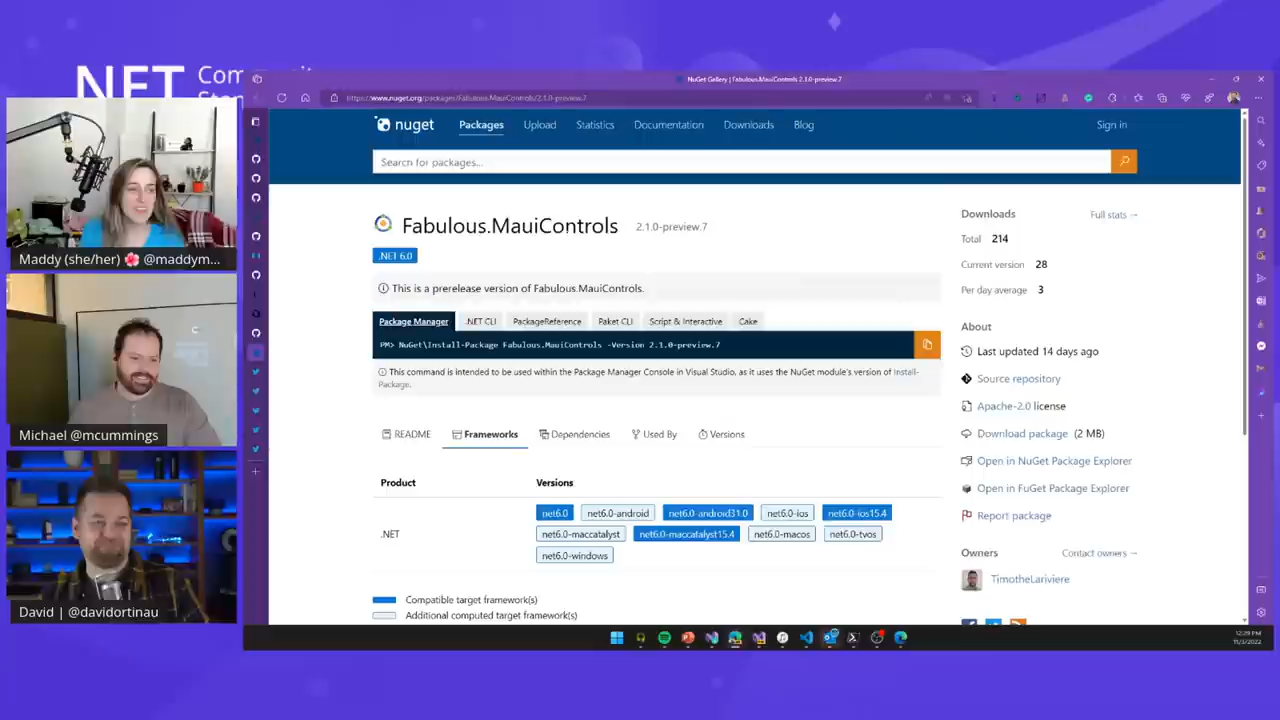 .NET Communit
Maddy (she/her) 🌺 @maddym...
Michael @mcummings
David | @davidortinau
NuGet Gallery | Fabulous.MauiControls 2.1.0-preview.7
https://www.nuget.org/packages/Fabulous.MauiControls/2.1.0-preview.7
nuget Packages Upload Statistics Documentation Downloads Blog Sign in
Search for packages...
Fabulous.MauiControls 2.1.0-preview.7
.NET 6.0
This is a prerelease version of Fabulous.MauiControls.
Package Manager .NET CLI PackageReference Paket CLI Script & Interactive Cake
PM> NuGet\Install-Package Fabulous.MauiControls -Version 2.1.0-preview.7
This command is intended to be used within the Package Manager Console in Visual Studio, as it uses the NuGet module's version of Install-
Package.
README Frameworks Dependencies Used By Versions
Product Versions
.NET
net6.0 net6.0-android net6.0-android31.0 net6.0-ios net6.0-ios15.4
net6.0-maccatalyst net6.0-maccatalyst15.4 net6.0-macos net6.0-tvos
net6.0-windows
Compatible target framework(s)
Additional computed target framework(s)
Downloads Full stats →
Total 214
Current version 28
Per day average 3
About
Last updated 14 days ago
Source repository
Apache-2.0 license
Download package (2 MB)
Open in NuGet Package Explorer
Open in FuGet Package Explorer
Report package
Owners Contact owners →
TimotheLariviere
12:29 PM
11/3/2022